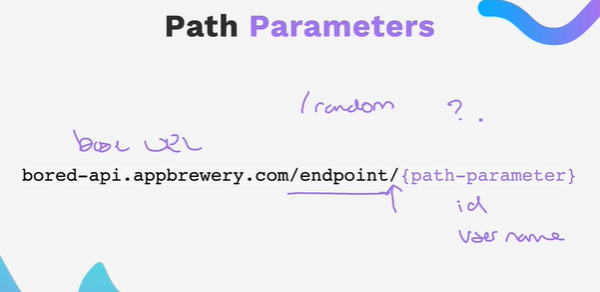 Path Parameters
/random ? .
base URL
bored-api.appbrewery.com/endpoint/{path-parameter}
id
username